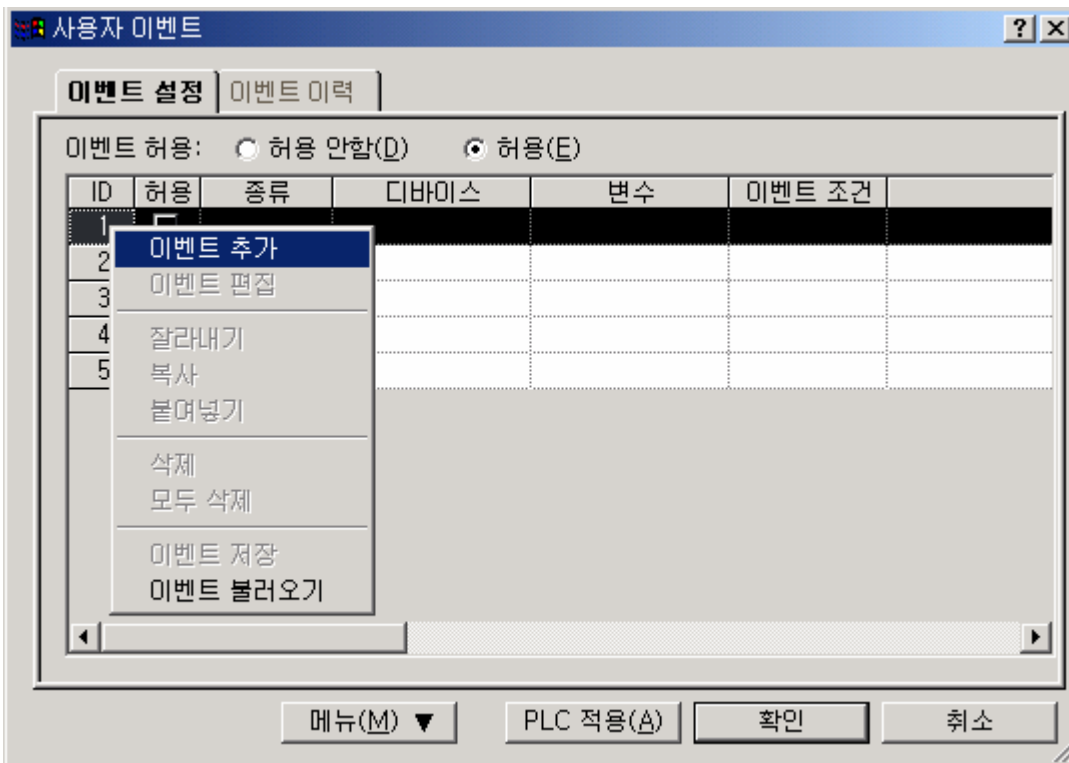 사용자 이벤트
이벤트 설정 이벤트 이력
이벤트 허용: 허용 안함(D) 허용(E)
ID 허용 종류 디바이스 변수 이벤트 조건
1
이벤트 추가
2
이벤트 편집
3
4
잘라내기
5
복사
붙여넣기
삭제
모두 삭제
이벤트 저장
이벤트 불러오기
메뉴(M) ▼ PLC 적용(A) 확인 취소